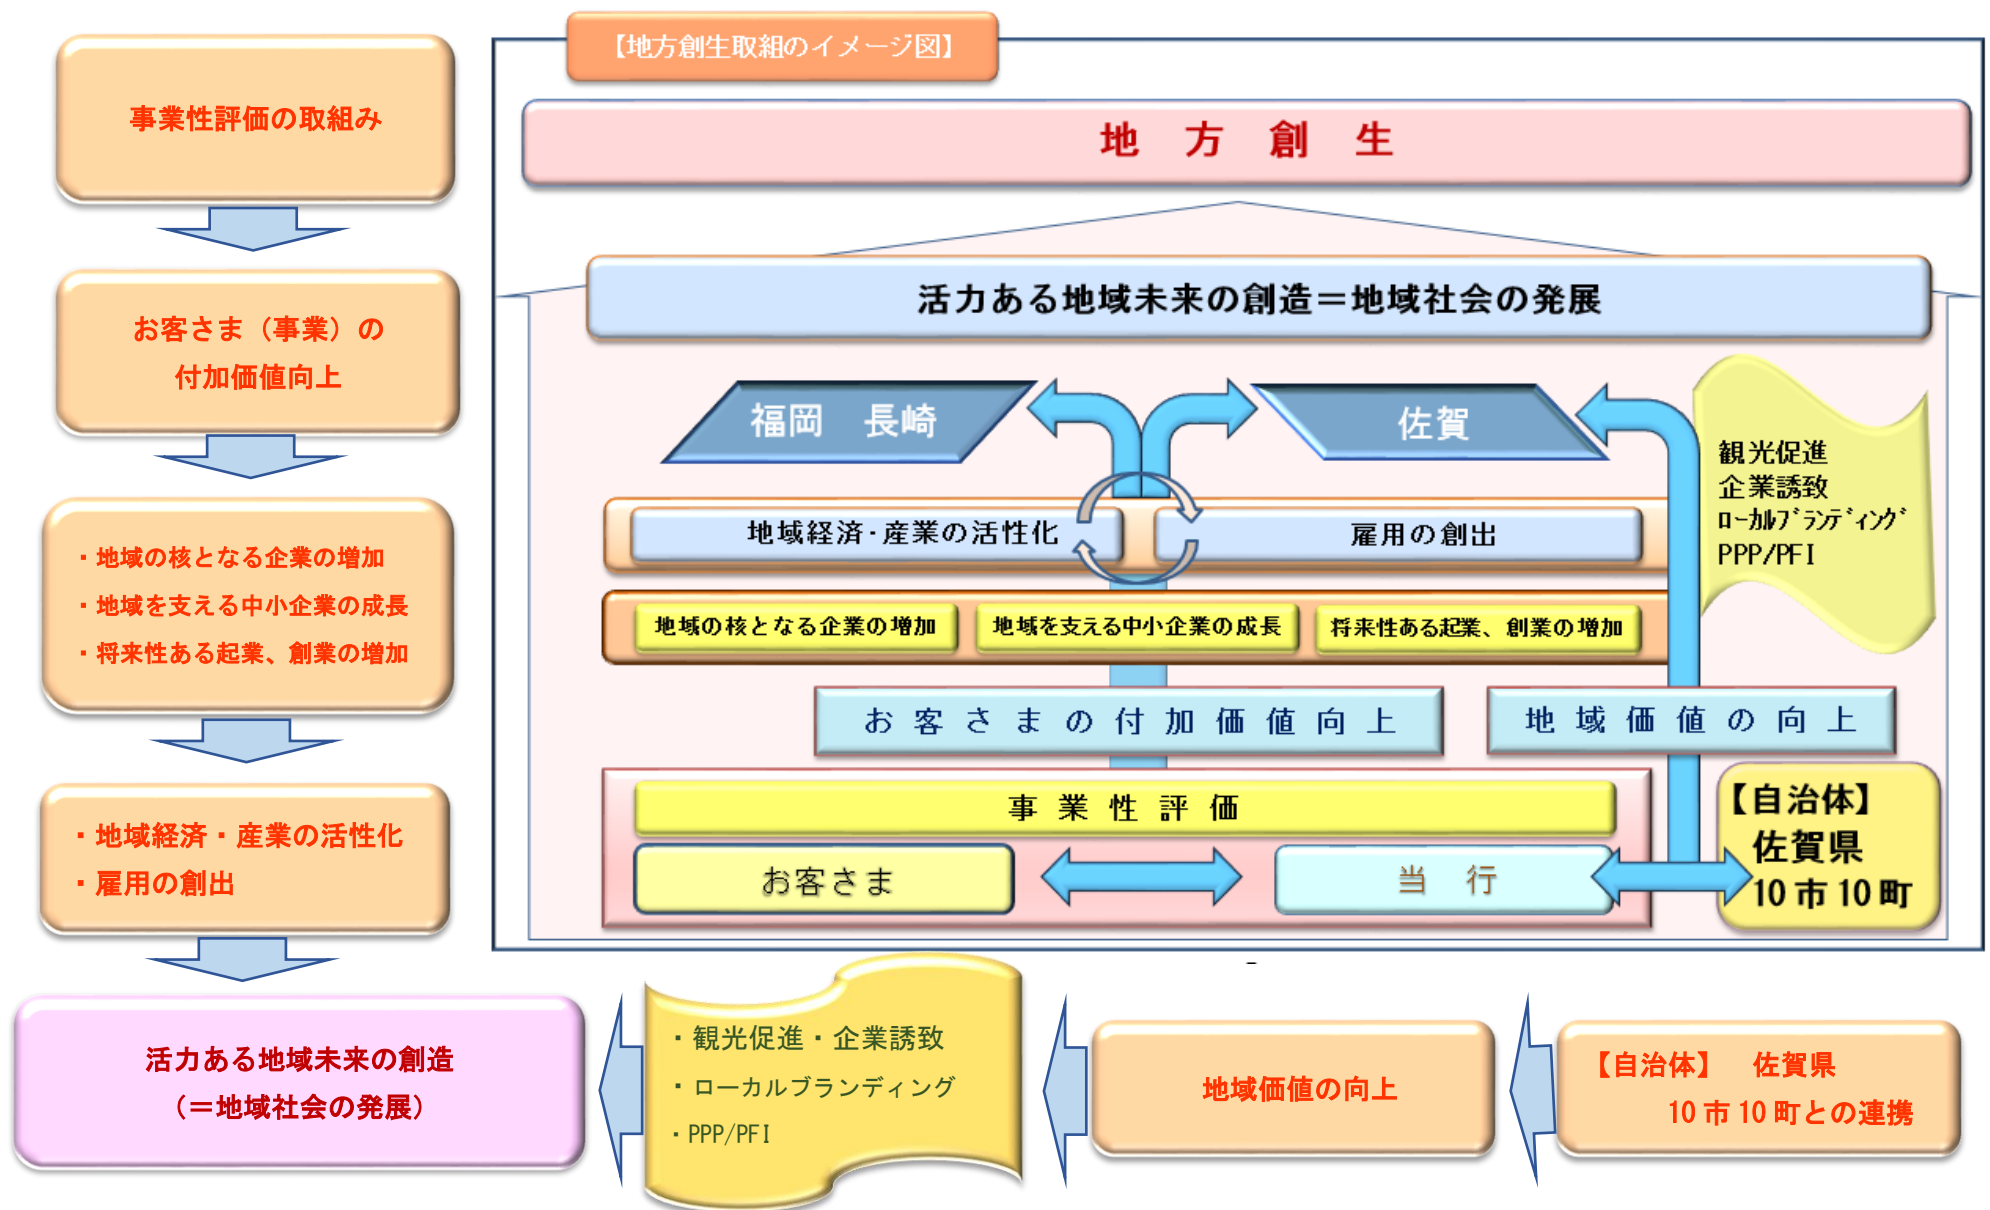 事業性評価の取組み
お客さま（事業）の
付加価値向上
・地域の核となる企業の増加
・地域を支える中小企業の成長
・将来性ある起業、創業の増加
・地域経済・産業の活性化
・雇用の創出
活力ある地域未来の創造
（＝地域社会の発展）
【地方創生取組のイメージ図】
地 方 創 生
活力ある地域未来の創造＝地域社会の発展
福岡 長崎
佐賀
観光促進
企業誘致
ﾛｰｶﾙﾌﾞﾗﾝﾃﾞｨﾝｸﾞ
PPP/PFI
地域経済･産業の活性化
雇用の創出
地域の核となる企業の増加
地域を支える中小企業の成長
将来性ある起業、創業の増加
お客さまの付加価値向上
地域価値の向上
事業性評価
お客さま
当 行
【自治体】
佐賀県
10市10町
・観光促進・企業誘致
・ローカルブランディング
・PPP/PFI
地域価値の向上
【自治体】 佐賀県
10市10町との連携